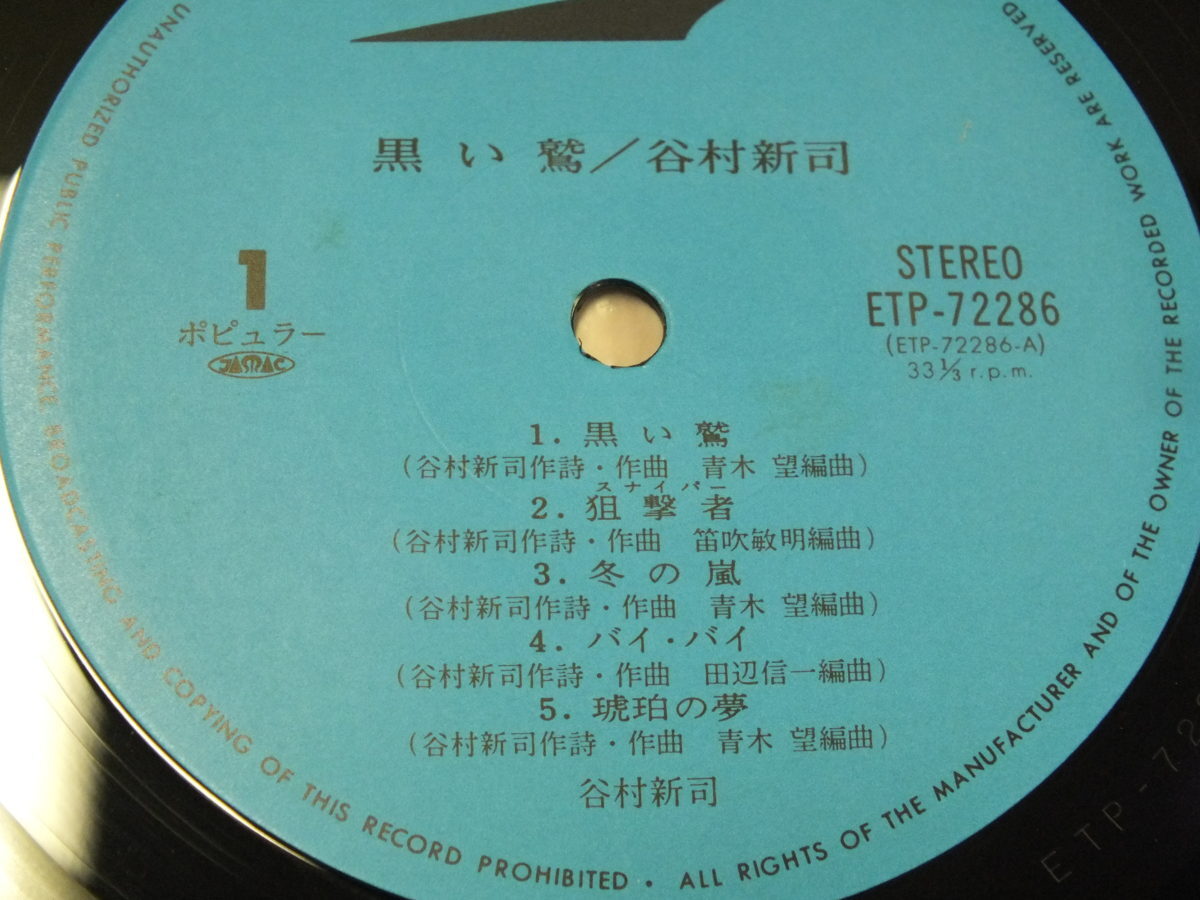 黒い鷲／谷村新司
1
ポピュラー
JASRAC
STEREO
ETP-72286
(ETP-72286-A)
33 1/3 r.p.m.
1. 黒い鷲
(谷村新司作詩・作曲 青木 望編曲)
スナイパー
2. 狙撃者
(谷村新司作詩・作曲 笛吹敏明編曲)
3. 冬の嵐
(谷村新司作詩・作曲 青木 望編曲)
4. バイ・バイ
(谷村新司作詩・作曲 田辺信一編曲)
5. 琥珀の夢
(谷村新司作詩・作曲 青木 望編曲)
谷村新司
UNAUTHORIZED PUBLIC PERFORMANCE, BROADCASTING AND COPYING OF THIS RECORD PROHIBITED • ALL RIGHTS OF THE MANUFACTURER AND OF THE OWNER OF THE RECORDED WORK ARE RESERVED
ETP-72